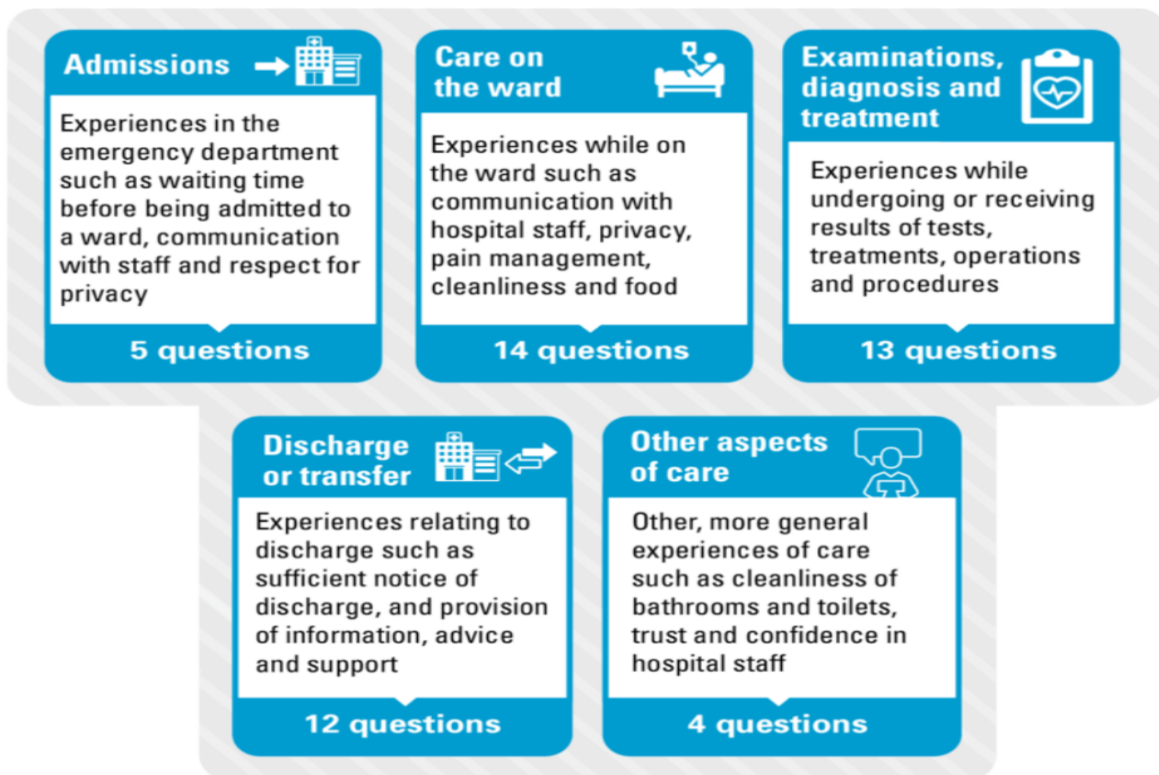 Admissions
Experiences in the
emergency department
such as waiting time
before being admitted to
a ward, communication
with staff and respect for
privacy
5 questions
Care on
the ward
Experiences while on
the ward such as
communication with
hospital staff, privacy,
pain management,
cleanliness and food
14 questions
Examinations,
diagnosis and
treatment
Experiences while
undergoing or receiving
results of tests,
treatments, operations
and procedures
13 questions
Discharge
or transfer
Experiences relating to
discharge such as
sufficient notice of
discharge, and provision
of information, advice
and support
12 questions
Other aspects
of care
Other, more general
experiences of care
such as cleanliness of
bathrooms and toilets,
trust and confidence in
hospital staff
4 questions